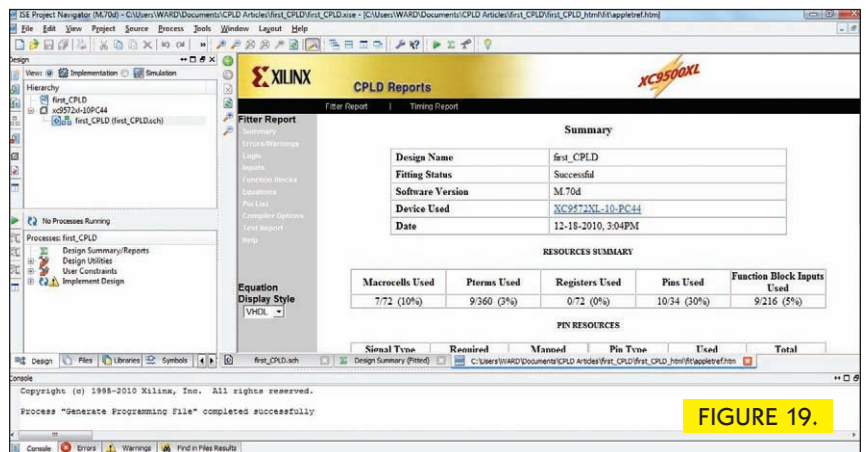 ISE Project Navigator (M.70d) - C:\Users\WARD\Documents\CPLD Articles\first_CPLD\first_CPLD.xise - [C:\Users\WARD\Documents\CPLD Articles\first_CPLD\first_CPLD_html\fit\appletref.htm]
File Edit View Project Source Process Tools Window Layout Help
Design
View: Implementation Simulation
Hierarchy
first_CPLD
xc9572xl-10PC44
first_CPLD (first_CPLD.sch)
No Processes Running
Processes: first_CPLD
Design Summary/Reports
Design Utilities
User Constraints
Implement Design
Design Files Libraries Symbols
XILINX
CPLD Reports
XC9500XL
Fitter Report | Timing Report
Fitter Report
Summary
Errors/Warnings
Logic
Inputs
Function Blocks
Equations
Pin List
Compiler Options
Text Report
Help
Equation
Display Style
VHDL
Summary
Design Name first_CPLD
Fitting Status Successful
Software Version M.70d
Device Used XC9572XL-10-PC44
Date 12-18-2010, 3:04PM
RESOURCES SUMMARY
Macrocells Used Pterms Used Registers Used Pins Used Function Block Inputs Used
7/72 (10%) 9/360 (3%) 0/72 (0%) 10/34 (30%) 9/216 (5%)
PIN RESOURCES
Signal Type Required Mapped Pin Type Used Total
first_CPLD.sch Design Summary (Fitted) C:\Users\WARD\Documents\CPLD Articles\first_CPLD\first_CPLD_html\fit\appletref.htm
Console
Copyright (c) 1995-2010 Xilinx, Inc. All rights reserved.
Process "Generate Programming File" completed successfully
Console Errors Warnings Find in Files Results
FIGURE 19.